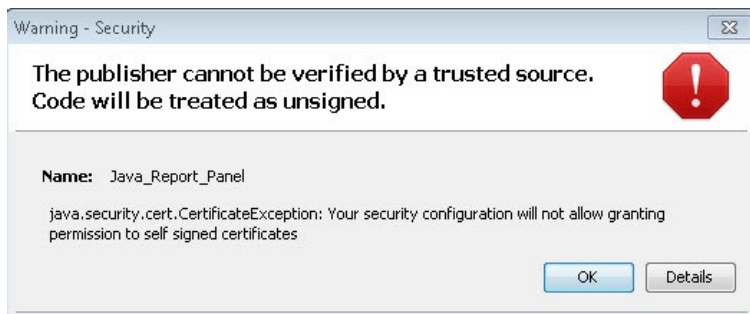 Warning - Security
The publisher cannot be verified by a trusted source.
Code will be treated as unsigned.
Name: Java_Report_Panel
java.security.cert.CertificateException: Your security configuration will not allow granting
permission to self signed certificates
OK Details